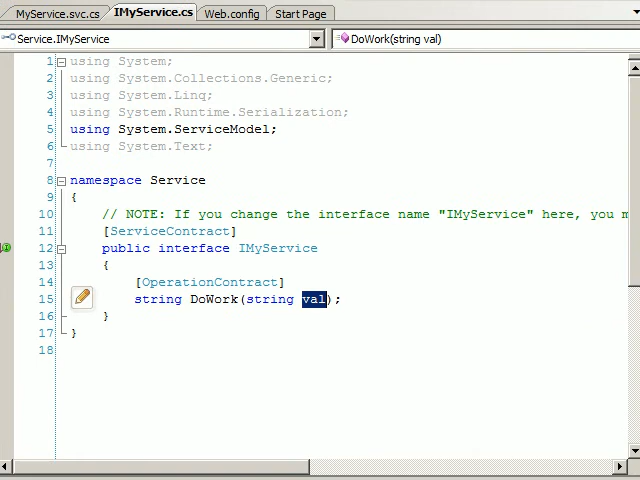 MyService.svc.cs IMyService.cs Web.config Start Page
Service.IMyService DoWork(string val)
1 using System;
2 using System.Collections.Generic;
3 using System.Linq;
4 using System.Runtime.Serialization;
5 using System.ServiceModel;
6 using System.Text;
7
8 namespace Service
9 {
10 // NOTE: If you change the interface name "IMyService" here, you m
11 [ServiceContract]
12 public interface IMyService
13 {
14 [OperationContract]
15 string DoWork(string val);
16 }
17 }
18